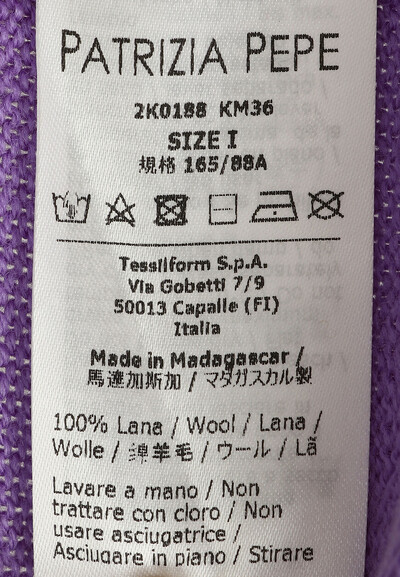 PATRIZIA PEPE
2K0188 KM36
SIZE I
規格 165/88A
Tessilform S.p.A.
Via Gobetti 7/9
50013 Capalle (FI)
Italia
Made in Madagascar /
馬達加斯加 / マダガスカル製
100% Lana / Wool / Lana /
Wolle / 綿羊毛 / ウール / Lã
Lavare a mano / Non
trattare con cloro / Non
usare asciugatrice /
Asciugare in piano / Stirare